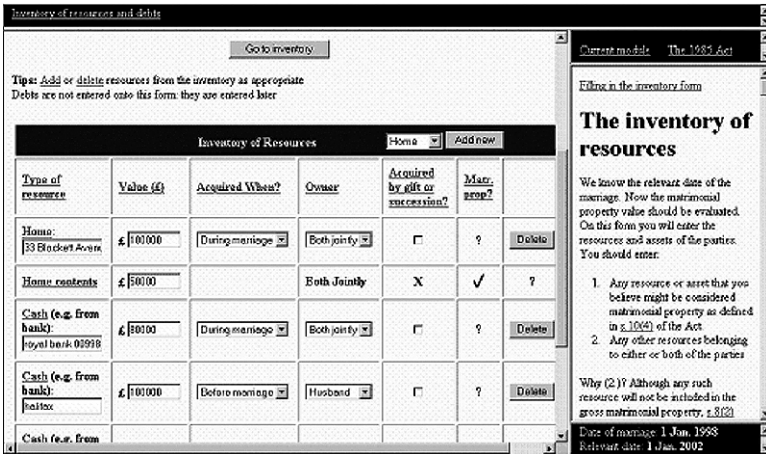 Inventory of resources and debts
Go to inventory
Tips: Add or delete resources from the inventory as appropriate
Debts are not entered onto this form: they are entered later
Inventory of Resources Home Add new
Type of resource Value (£) Acquired When? Owner Acquired by gift or succession? Matr. prop?
Home:
33 Blackett Avenu £ 100000 During marriage Both jointly ? Delete
Home contents £ 50000 Both Jointly X ✓ ?
Cash (e.g. from
bank):
royal bank 00998 £ 80000 During marriage Both jointly ? Delete
Cash (e.g. from
bank):
halifax £ 100000 Before marriage Husband ? Delete
Cash (e.g. from
Current module The 1985 Act
Filling in the inventory form
The inventory of
resources
We know the relevant date of the
marriage. Now the matrimonial
property value should be evaluated.
On this form you will enter the
resources and assets of the parties.
You should enter:
1. Any resource or asset that you
believe might be considered
matrimonial property as defined
in s.10(4) of the Act.
2. Any other resources belonging
to either or both of the parties
Why (2)? Although any such
resource will not be included in the
gross matrimonial property, s.8(2)
Date of marriage: 1 Jan. 1998
Relevant date: 1 Jan. 2002